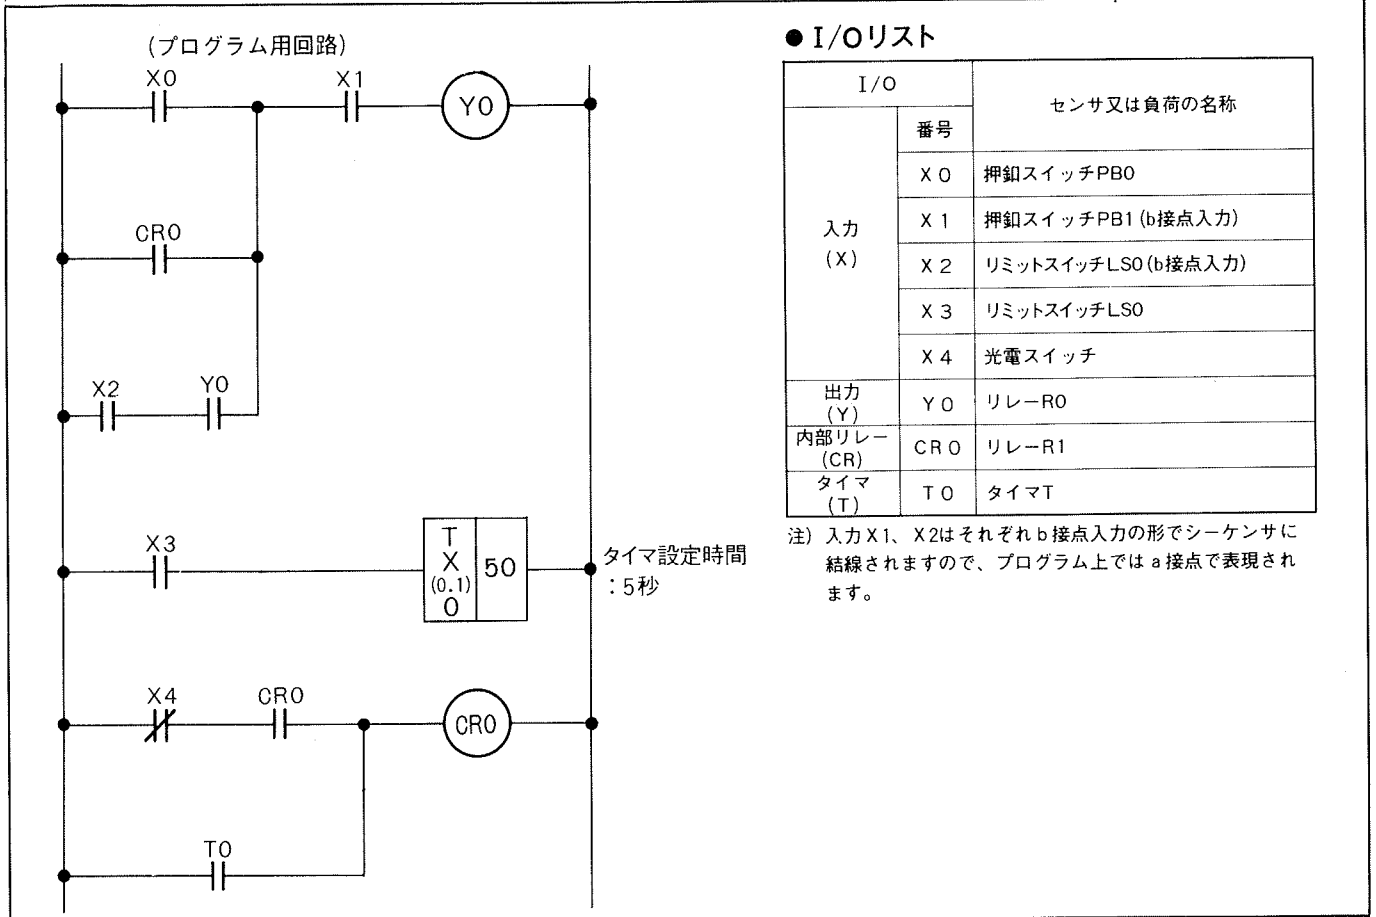 (プログラム用回路)
X0
X1
Y0
CR0
X2
Y0
X3
T
X
(0.1)
0
50
タイマ設定時間
:5秒
X4
CR0
CR0
T0
●I/Oリスト
I/O
センサ又は負荷の名称
番号
入力
(X)
X0 押釦スイッチPB0
X1 押釦スイッチPB1(b接点入力)
X2 リミットスイッチLS0(b接点入力)
X3 リミットスイッチLS0
X4 光電スイッチ
出力
(Y)
Y0 リレーR0
内部リレー
(CR)
CR0 リレーR1
タイマ
(T)
T0 タイマT
注) 入力X1、X2はそれぞれb接点入力の形でシーケンサに
結線されますので、プログラム上ではa接点で表現され
ます。